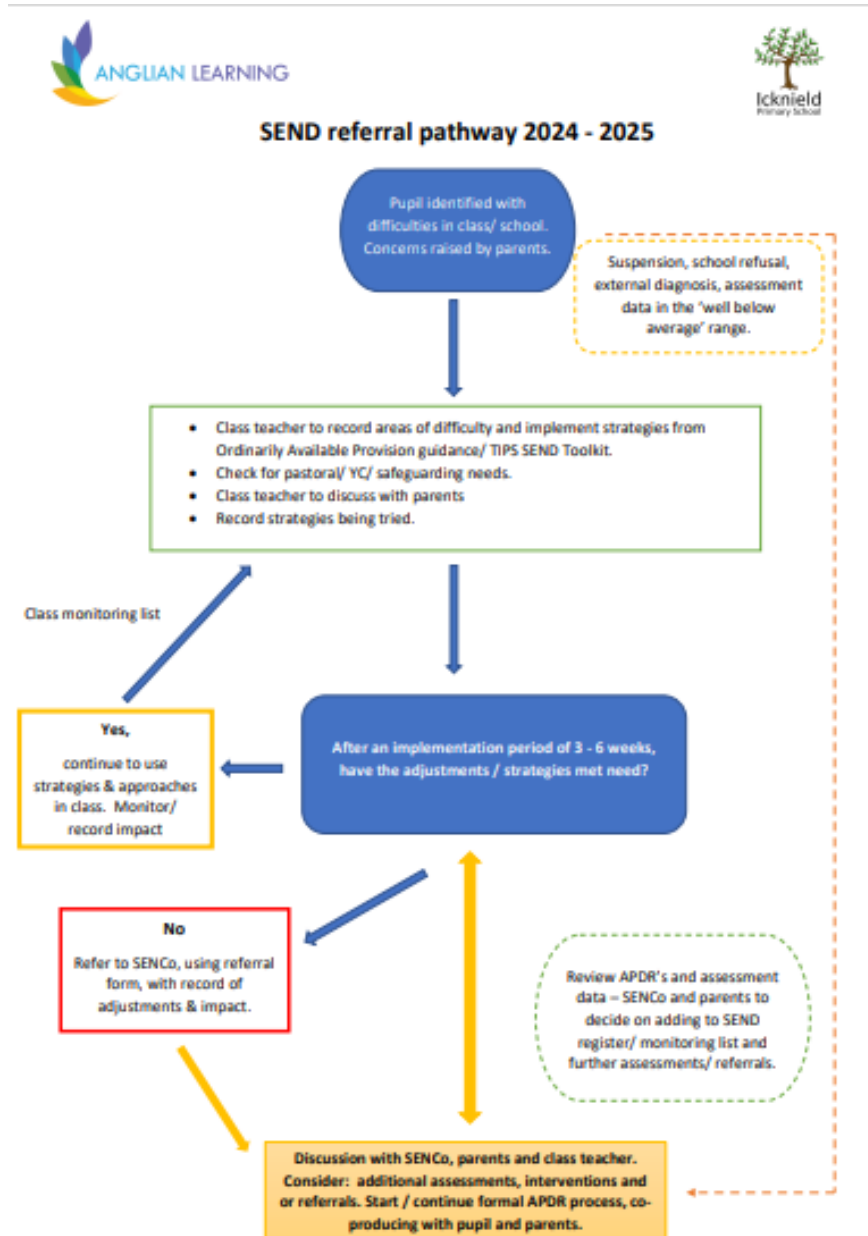 ANGLIAN LEARNING
Icknield
Primary School
SEND referral pathway 2024 - 2025
Pupil identified with
difficulties in class/ school.
Concerns raised by parents.
Suspension, school refusal,
external diagnosis, assessment
data in the ‘well below
average’ range.
• Class teacher to record areas of difficulty and implement strategies from
Ordinarily Available Provision guidance/ TIPS SEND Toolkit.
• Check for pastoral/ YC/ safeguarding needs.
• Class teacher to discuss with parents
• Record strategies being tried.
Class monitoring list
Yes,
continue to use
strategies & approaches
in class. Monitor/
record impact
After an implementation period of 3 - 6 weeks,
have the adjustments / strategies met need?
No
Refer to SENCo, using referral
form, with record of
adjustments & impact.
Review APDR's and assessment
data – SENCo and parents to
decide on adding to SEND
register/ monitoring list and
further assessments/ referrals.
Discussion with SENCo, parents and class teacher.
Consider: additional assessments, interventions and
or referrals. Start / continue formal APDR process, co-
producing with pupil and parents.